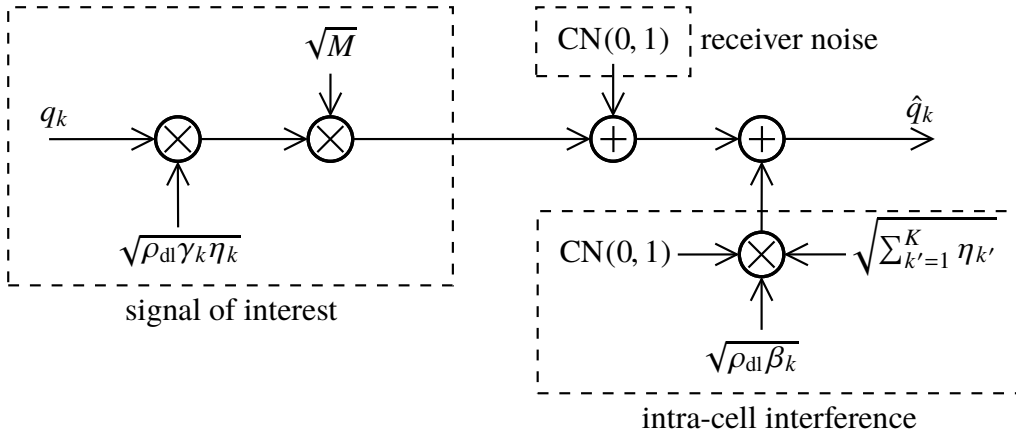 √M
CN(0, 1) receiver noise
q_k
q̂_k
√(ρ_dl γ_k η_k)
signal of interest
CN(0, 1)
√(∑_{k′=1}^{K} η_{k′})
√(ρ_dl β_k)
intra-cell interference